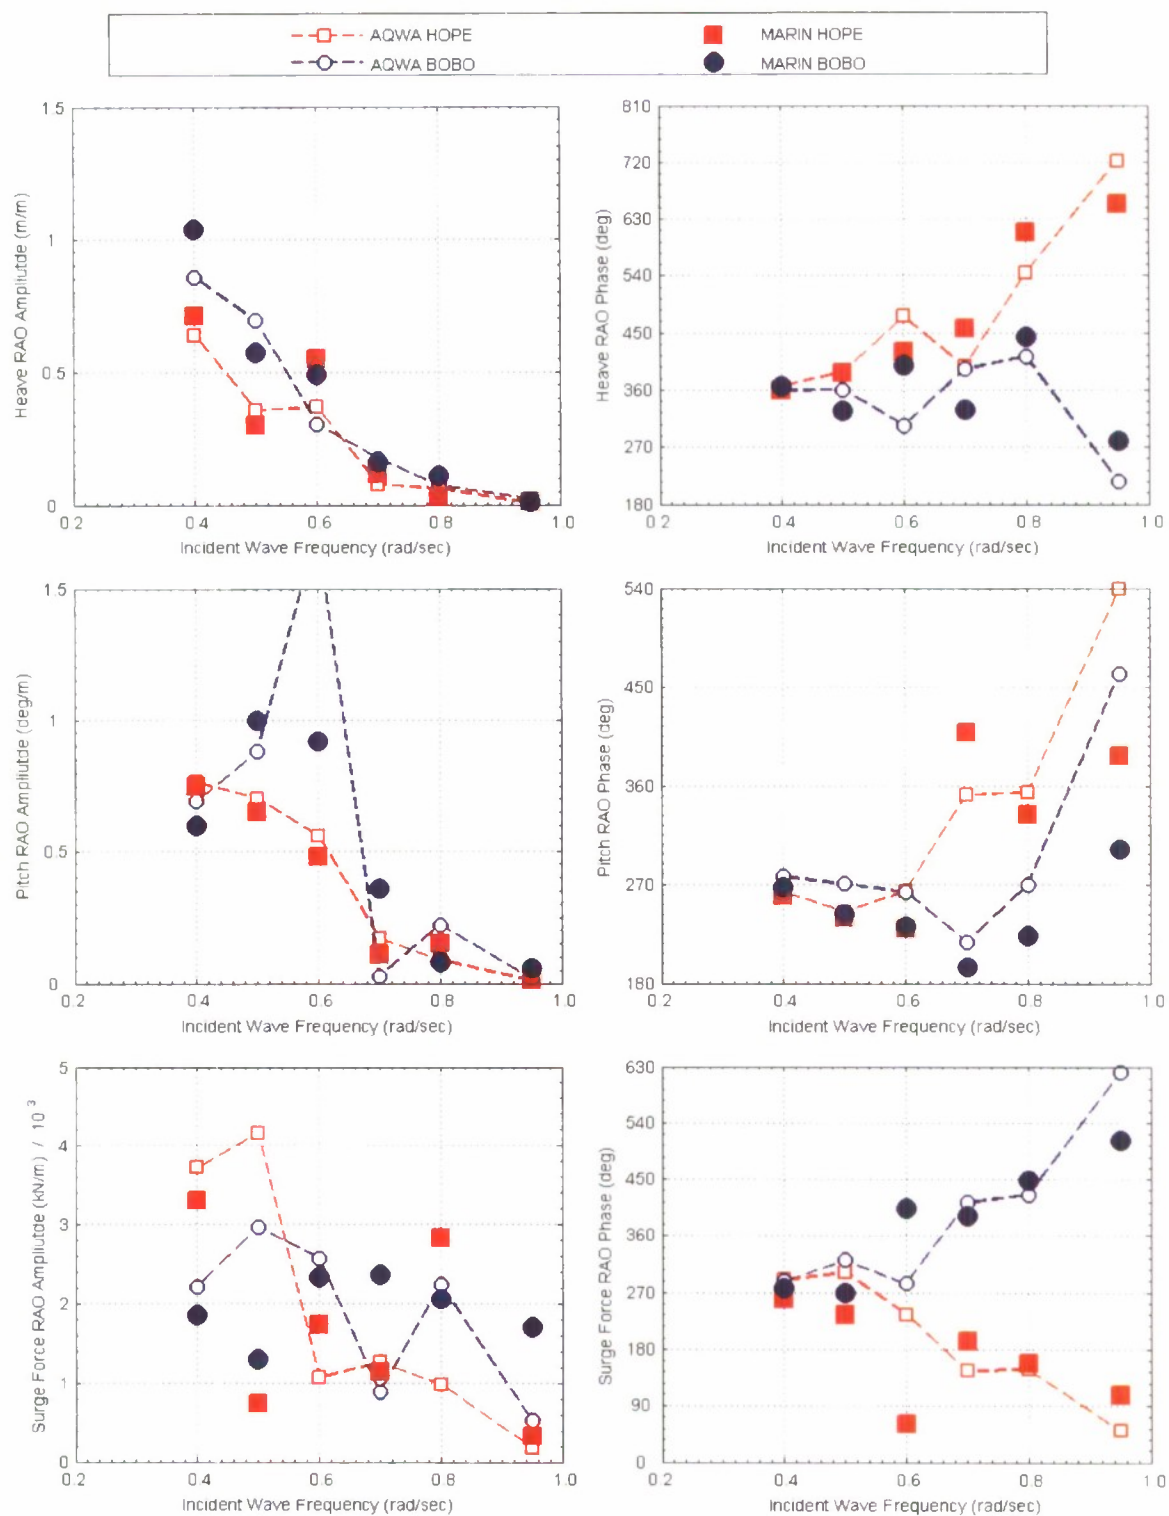 AQWA HOPE MARIN HOPE
AQWA BOBO MARIN BOBO
1.5
1
0.5
0
0.2 0.4 0.6 0.8 1.0
Heave RAO Ampliutde (m/m)
Incident Wave Frequency (rad/sec)
810
720
630
540
450
360
270
180
0.2 0.4 0.6 0.8 1 0
Heave RAO Phase (deg)
Incident Wave Frequency (rad/sec)
1.5
1
0.5
0
0.2 0.4 0.6 0.8 1.0
Pitch RAO Ampliutde (deg/m)
Incident Wave Frequency (rad/sec)
540
450
360
270
180
0.2 0.4 0.6 0.8 1 0
Pitch RAO Phase (deg)
Incident Wave Frequency (rad/sec)
5
4
3
2
1
0
0.2 0.4 0.6 0.8 1.0
Surge Force RAO Ampliutde (kN/m) / 10 3
Incident Wave Frequency (rad/sec)
630
540
450
360
270
180
90
0
0.2 0.4 0.6 0.8 1.0
Surge Force RAO Phase (deg)
Incident Wave Frequency (rad/sec)